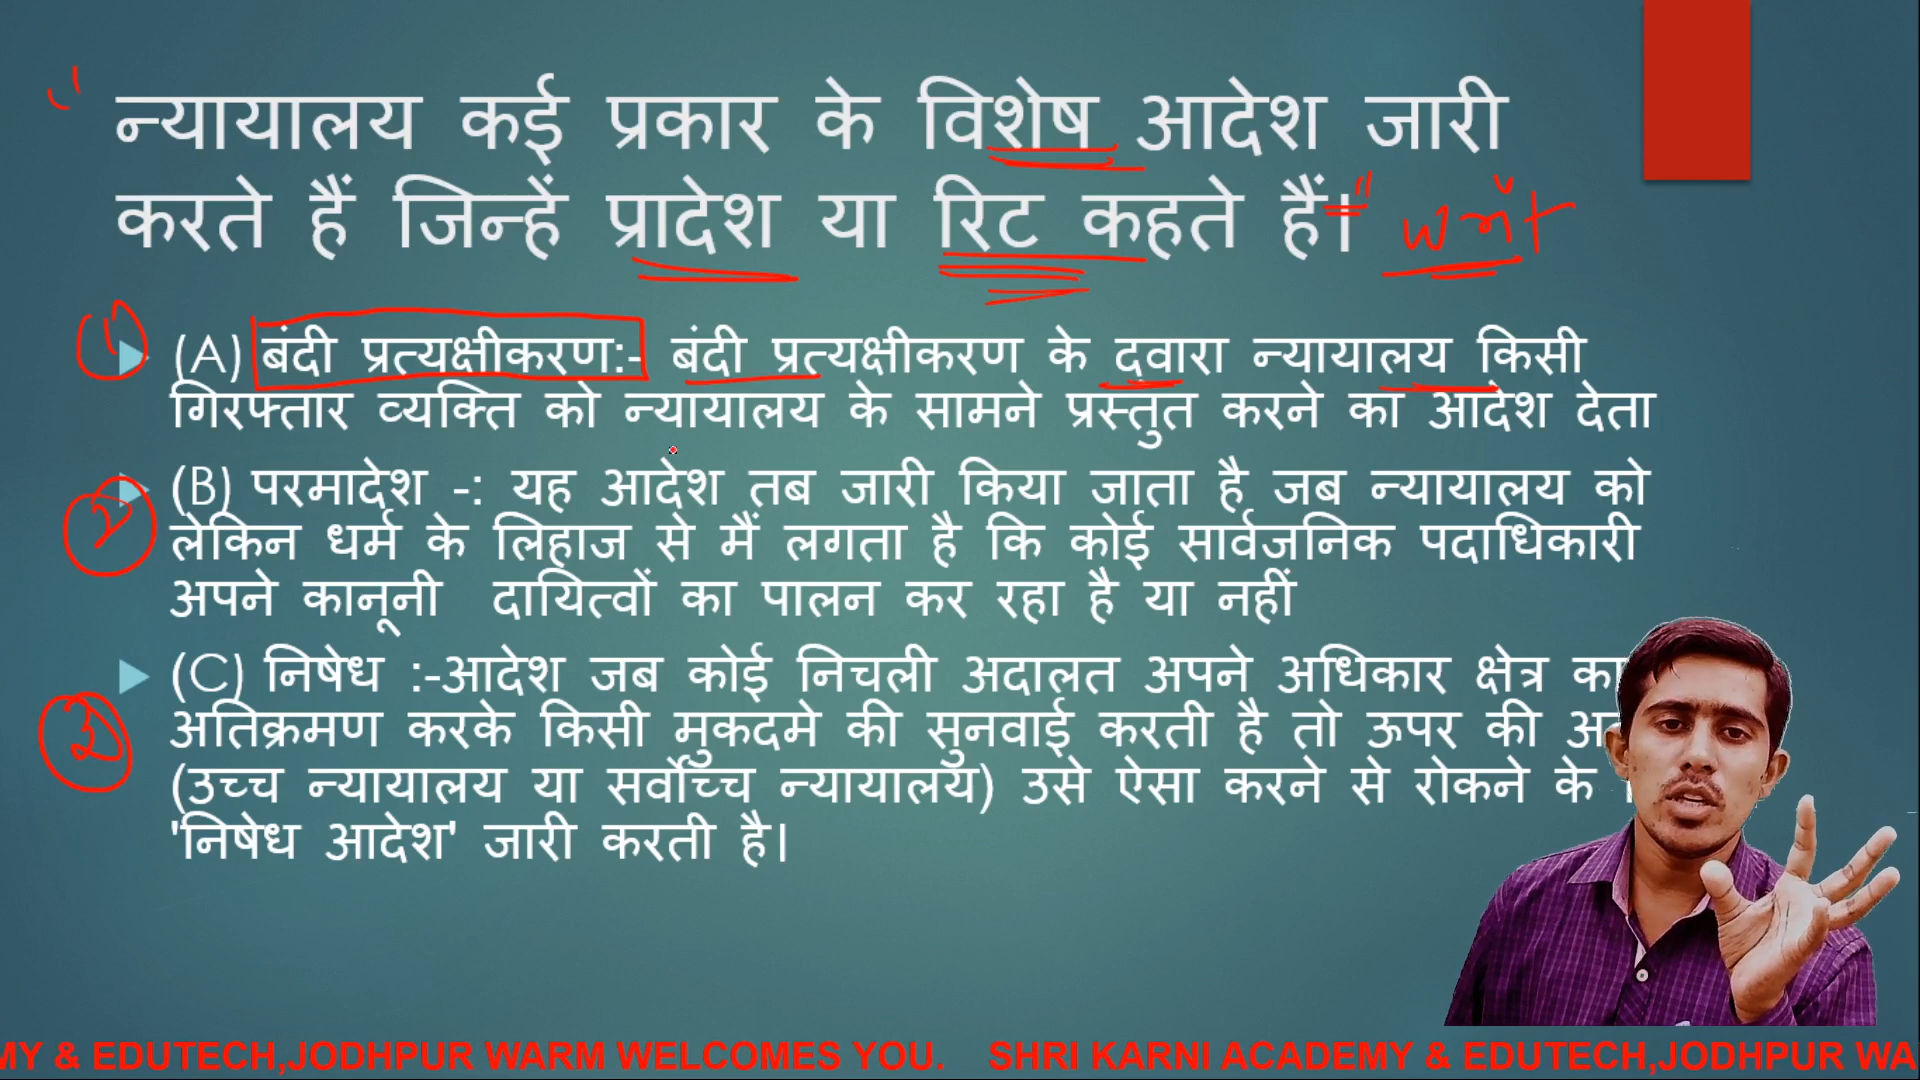 न्यायालय कई प्रकार के विशेष आदेश जारी
करते हैं जिन्हें प्रादेश या रिट कहते हैं। writ
(1) (A) बंदी प्रत्यक्षीकरण:- बंदी प्रत्यक्षीकरण के दवारा न्यायालय किसी
गिरफ्तार व्यक्ति को न्यायालय के सामने प्रस्तुत करने का आदेश देता
(2) (B) परमादेश -: यह आदेश तब जारी किया जाता है जब न्यायालय को
लेकिन धर्म के लिहाज से मैं लगता है कि कोई सार्वजनिक पदाधिकारी
अपने कानूनी दायित्वों का पालन कर रहा है या नहीं
(C) निषेध :-आदेश जब कोई निचली अदालत अपने अधिकार क्षेत्र का
(3) अतिक्रमण करके किसी मुकदमे की सुनवाई करती है तो ऊपर की
(उच्च न्यायालय या सर्वोच्च न्यायालय) उसे ऐसा करने से रोकने के
'निषेध आदेश' जारी करती है।
MY & EDUTECH,JODHPUR WARM WELCOMES YOU. SHRI KARNI ACADEMY & EDUTECH,JODHPUR WA